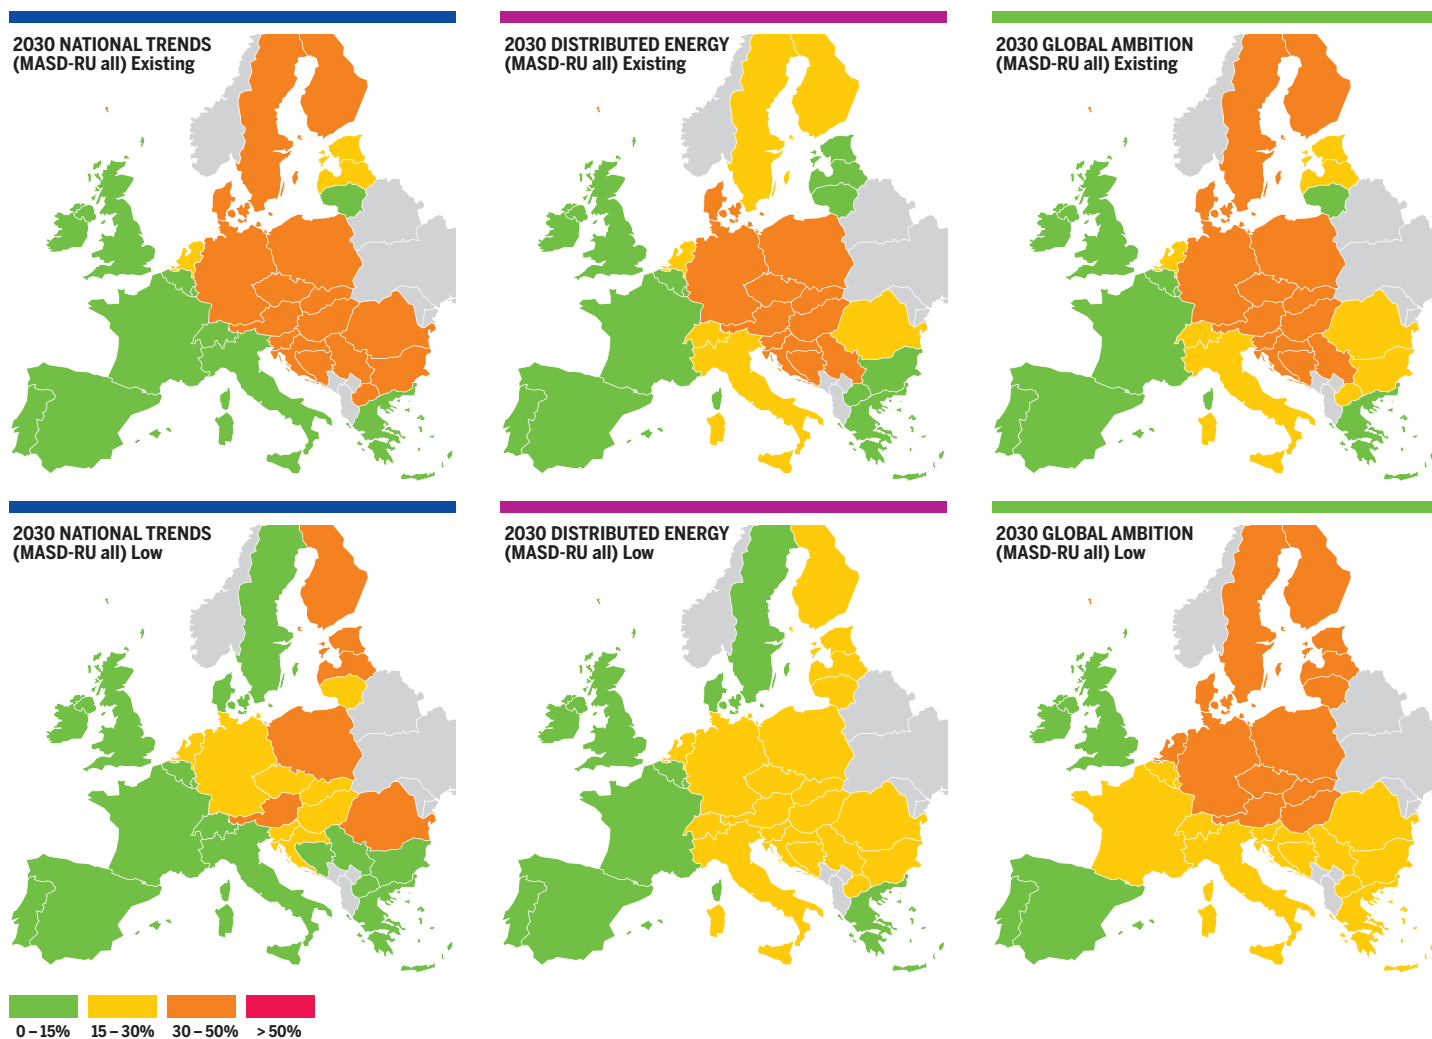 2030 NATIONAL TRENDS
(MASD-RU all) Existing
2030 DISTRIBUTED ENERGY
(MASD-RU all) Existing
2030 GLOBAL AMBITION
(MASD-RU all) Existing
2030 NATIONAL TRENDS
(MASD-RU all) Low
2030 DISTRIBUTED ENERGY
(MASD-RU all) Low
2030 GLOBAL AMBITION
(MASD-RU all) Low
0 – 15%
15 – 30%
30 – 50%
> 50%